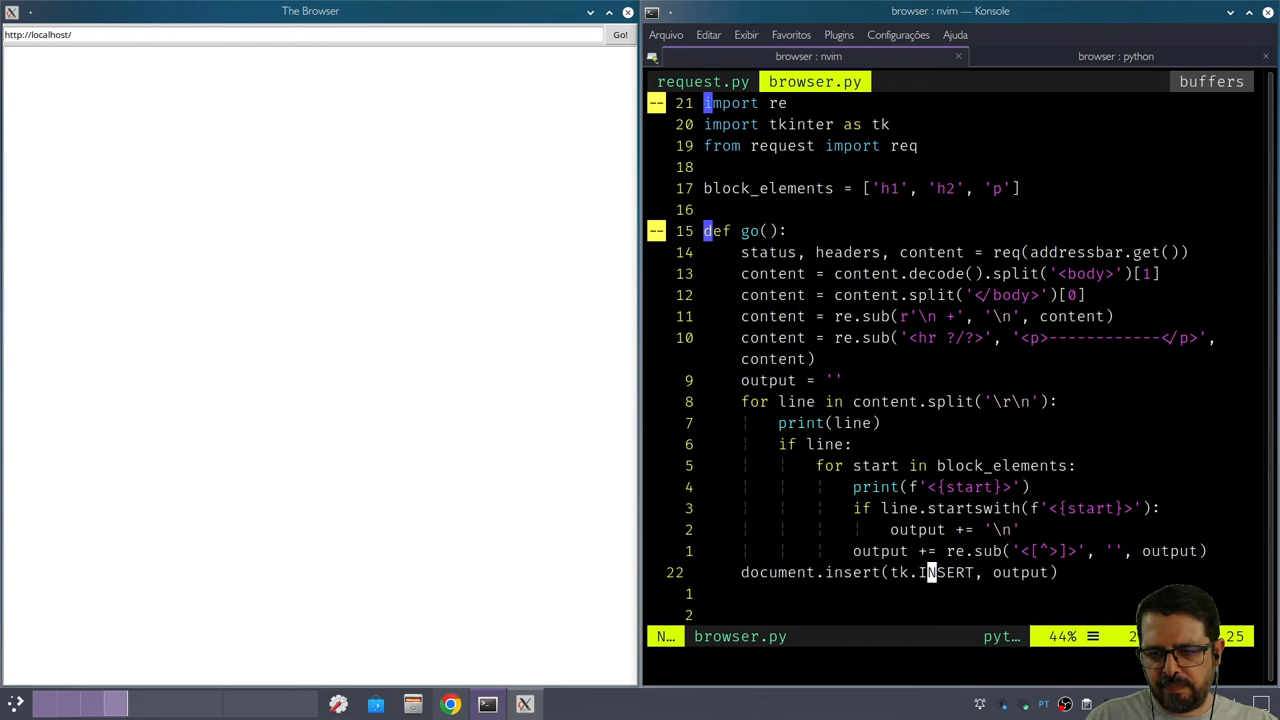 The Browser
http://localhost/
Go!
browser : nvim — Konsole
Arquivo Editar Exibir Favoritos Plugins Configurações Ajuda
browser : nvim
browser : python
request.py browser.py buffers
-- 21 import re
20 import tkinter as tk
19 from request import req
18
17 block_elements = ['h1', 'h2', 'p']
16
-- 15 def go():
14 status, headers, content = req(addressbar.get())
13 content = content.decode().split('<body>')[1]
12 content = content.split('</body>')[0]
11 content = re.sub(r'\n +', '\n', content)
10 content = re.sub('<hr ?/?>', '<p>------------</p>',
content)
9 output = ''
8 for line in content.split('\r\n'):
7 print(line)
6 if line:
5 for start in block_elements:
4 print(f'<{start}>')
3 if line.startswith(f'<{start}>'):
2 output += '\n'
1 output += re.sub('<[^>]>', '', output)
22 document.insert(tk.INSERT, output)
1
2
N… browser.py pyt… 44% 25
PT